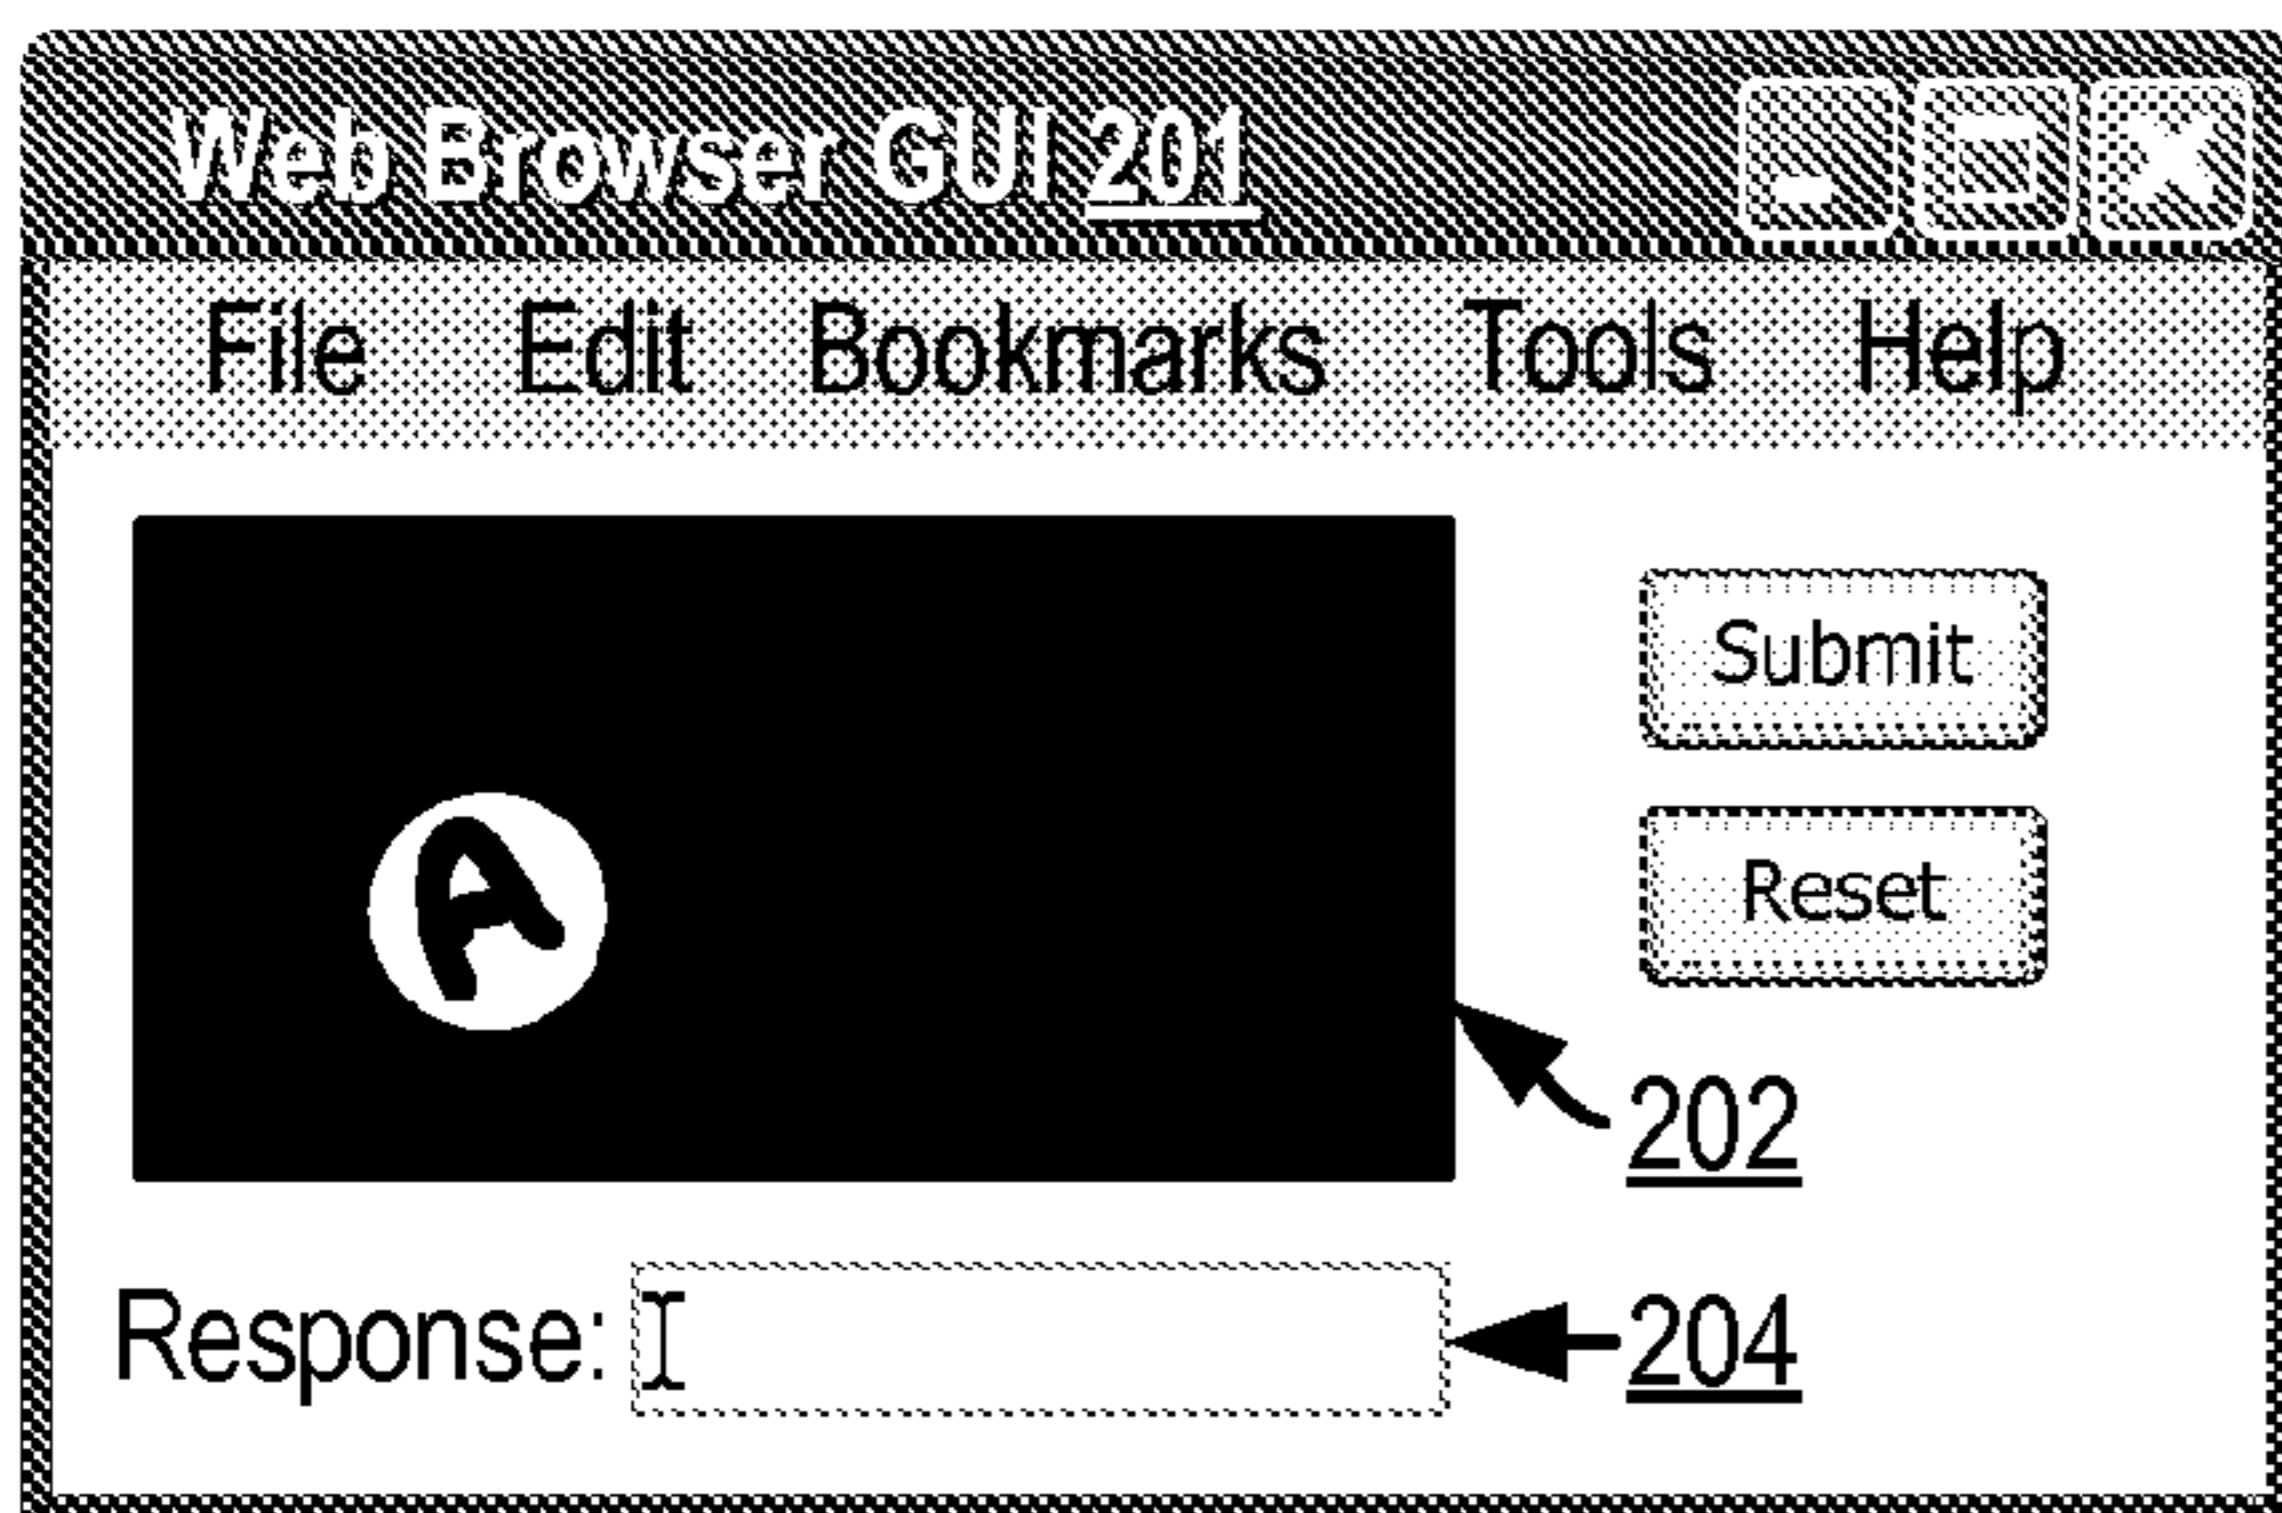 Web Browser GUI 201
File Edit Bookmarks Tools Help
Submit
A
Reset
202
Response: 204